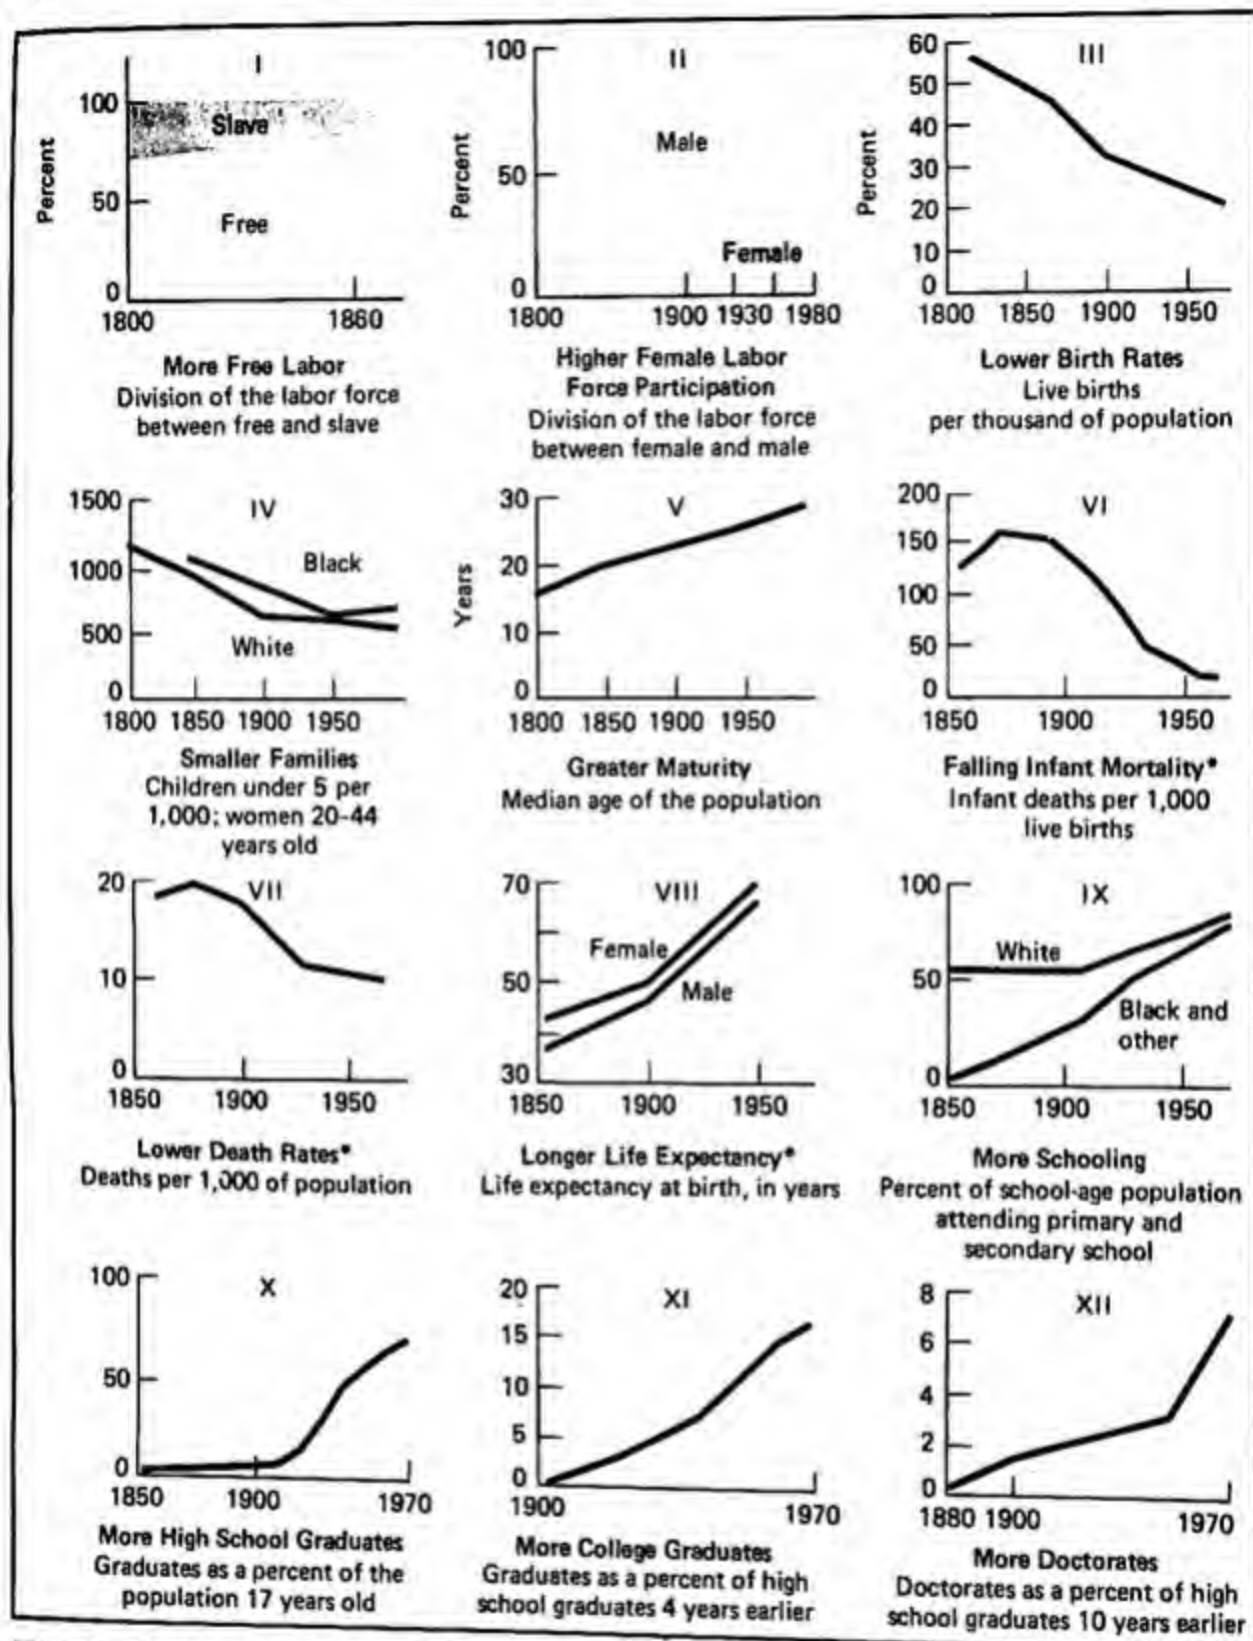 I
100
Percent
Slave
50
Free
0
1800 1860
More Free Labor
Division of the labor force
between free and slave
II
100
Percent
Male
50
Female
0
1800 1900 1930 1980
Higher Female Labor
Force Participation
Division of the labor force
between female and male
III
60
50
40
Percent
30
20
10
0
1800 1850 1900 1950
Lower Birth Rates
Live births
per thousand of population
IV
1500
1000
Black
500
White
0
1800 1850 1900 1950
Smaller Families
Children under 5 per
1,000; women 20-44
years old
V
30
20
Years
10
0
1800 1850 1900 1950
Greater Maturity
Median age of the population
VI
200
150
100
50
0
1850 1900 1950
Falling Infant Mortality*
Infant deaths per 1,000
live births
VII
20
10
0
1850 1900 1950
Lower Death Rates*
Deaths per 1,000 of population
VIII
70
Female
50
Male
30
1850 1900 1950
Longer Life Expectancy*
Life expectancy at birth, in years
IX
100
White
50
Black and
other
0
1850 1900 1950
More Schooling
Percent of school-age population
attending primary and
secondary school
X
100
50
0
1850 1900 1970
More High School Graduates
Graduates as a percent of the
population 17 years old
XI
20
15
10
5
0
1900 1970
More College Graduates
Graduates as a percent of high
school graduates 4 years earlier
XII
8
6
4
2
0
1880 1900 1970
More Doctorates
Doctorates as a percent of high
school graduates 10 years earlier